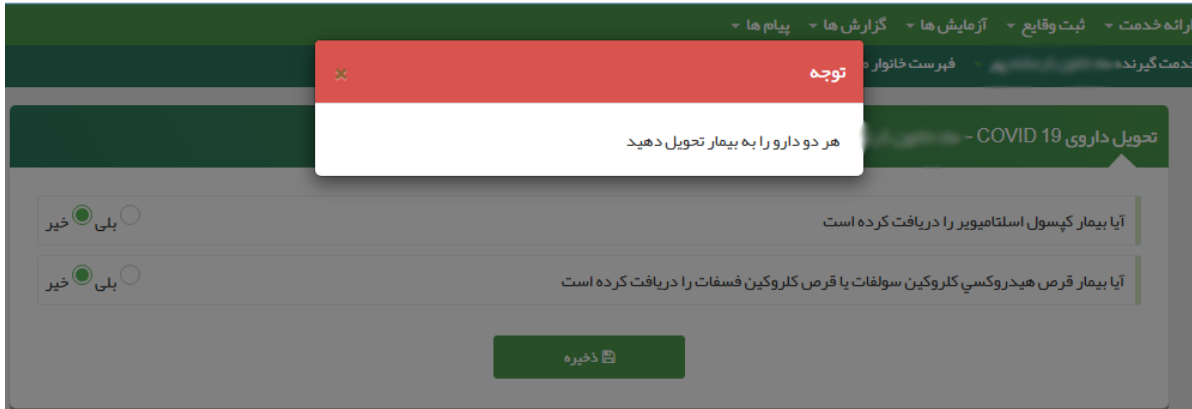 ارائه خدمت ثبت وقایع آزمایش ها گزارش ها پیام ها
خدمت گیرنده فهرست خانوار
توجه ×
هر دو دارو را به بیمار تحویل دهید
تحویل داروی COVID 19 -
آیا بیمار کپسول اسلتامیویر را دریافت کرده است بلی خیر
آیا بیمار قرص هیدروکسي کلروکین سولفات یا قرص کلروکین فسفات را دریافت کرده است بلی خیر
ذخیره